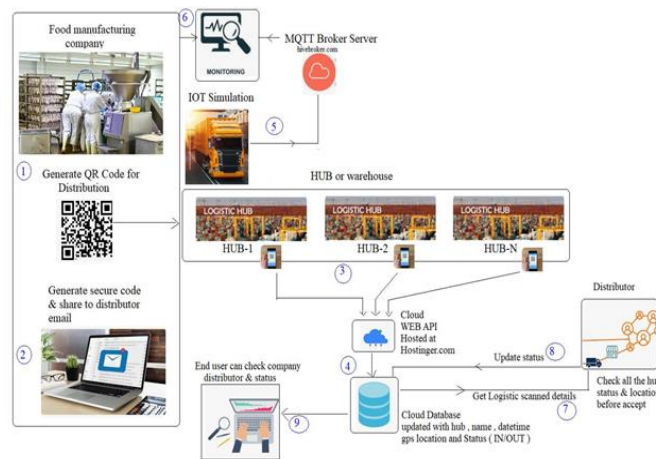 Food manufacturing
company
1
Generate QR Code for
Distribution
Generate secure code
& share to distributor
email
2
6
MONITORING
MQTT Broker Server
hivebroker.com
IOT Simulation
5
HUB or warehouse
LOGISTIC HUB
LOGISTIC HUB
LOGISTIC HUB
HUB-1
HUB-2
HUB-N
3
Cloud
WEB API
Hosted at
Hostinger.com
4
Distributor
8
Update status
Get Logistic scanned details
7
Check all the hub
status & location
before accept
End user can check company
distributor & status
9
Cloud Database
updated with hub , name , datetime
gps location and Status ( IN/OUT )